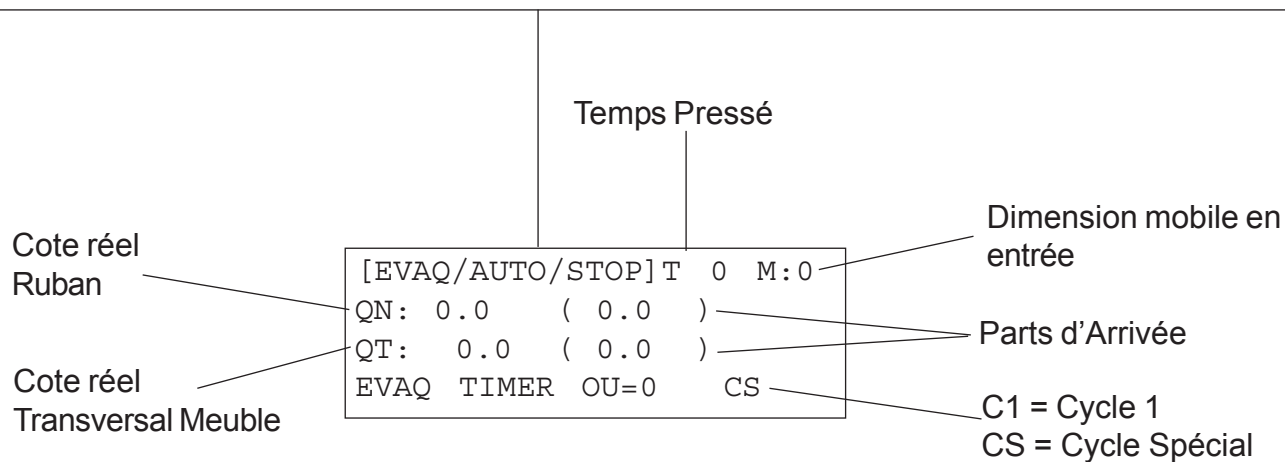 Temps Pressé
Dimension mobile en
entrée
Cote réel
Ruban
[EVAQ/AUTO/STOP]T 0 M:0
QN: 0.0 ( 0.0 )
QT: 0.0 ( 0.0 )
EVAQ TIMER OU=0 CS
Parts d'Arrivée
Cote réel
Transversal Meuble
C1 = Cycle 1
CS = Cycle Spécial